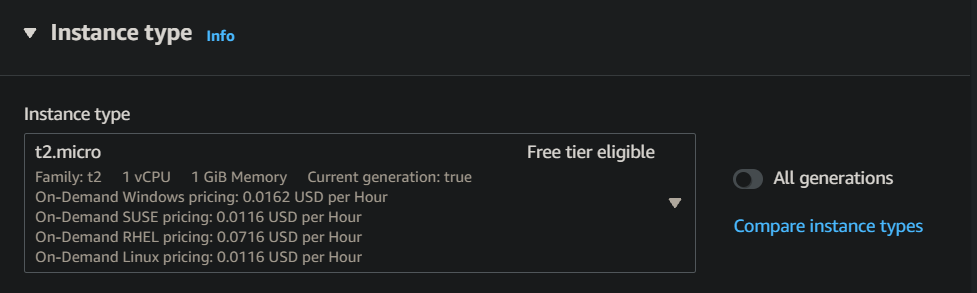 Instance type Info
Instance type
t2.micro Free tier eligible
Family: t2 1 vCPU 1 GiB Memory Current generation: true
On-Demand Windows pricing: 0.0162 USD per Hour
On-Demand SUSE pricing: 0.0116 USD per Hour
On-Demand RHEL pricing: 0.0716 USD per Hour
On-Demand Linux pricing: 0.0116 USD per Hour
All generations
Compare instance types